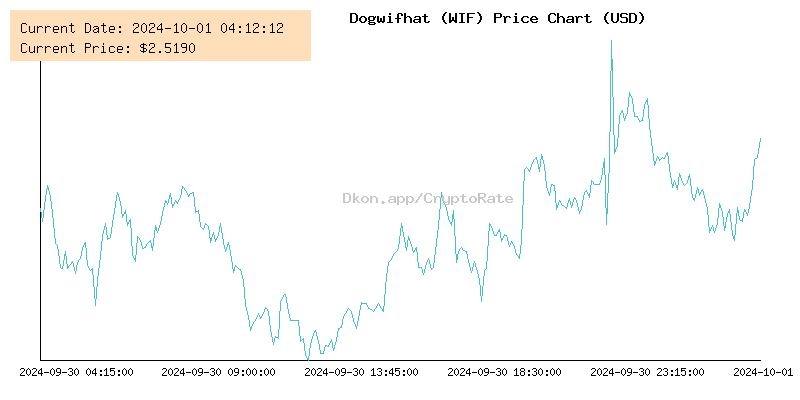 Dogwifhat (WIF) Price Chart (USD)
Current Date: 2024-10-01 04:12:12
Current Price: $2.5190
Dkon.app/CryptoRate
2024-09-30 04:15:00
2024-09-30 09:00:00
2024-09-30 13:45:00
2024-09-30 18:30:00
2024-09-30 23:15:00
2024-10-01